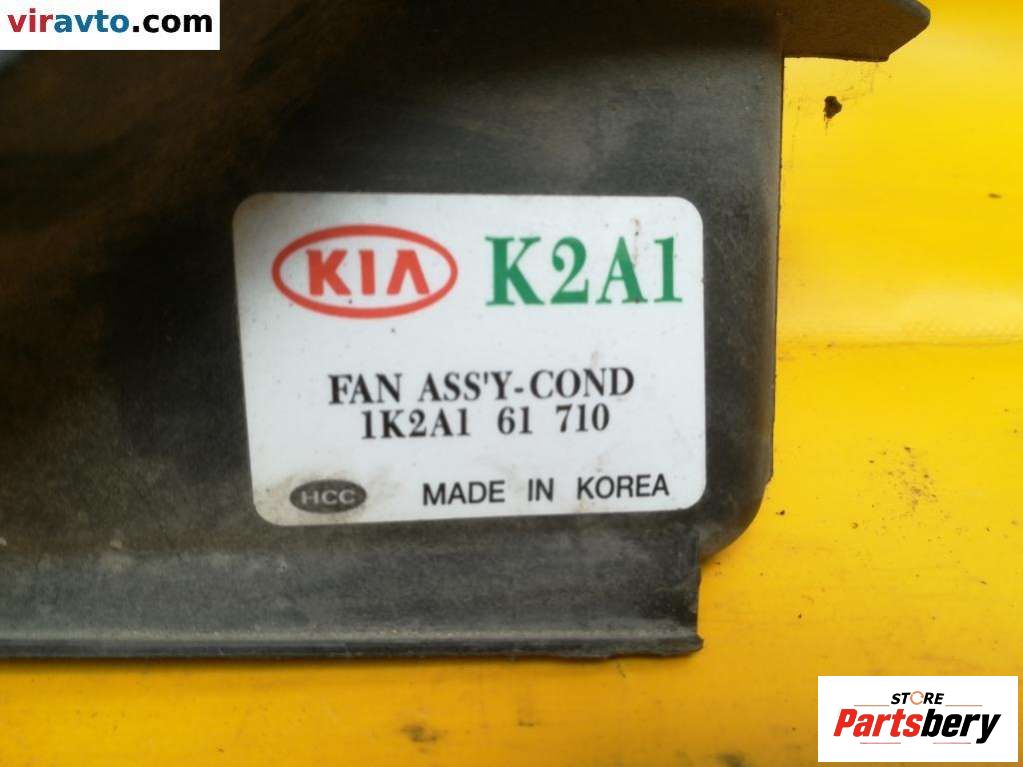 viravto.com
KIA K2A1
FAN ASS'Y-COND
1K2A1 61 710
HCC MADE IN KOREA
STORE
Partsbery